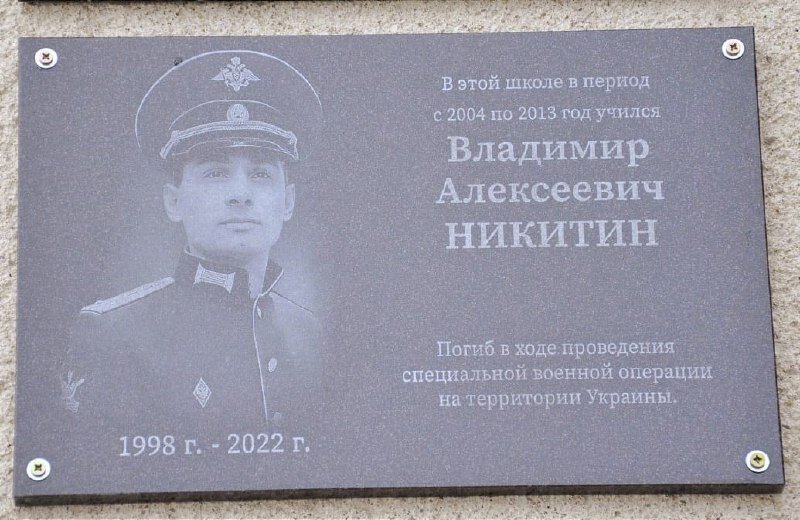 В этой школе в период
с 2004 по 2013 год учился
Владимир
Алексеевич
НИКИТИН
Погиб в ходе проведения
специальной военной операции
на территории Украины.
1998 г. - 2022 г.